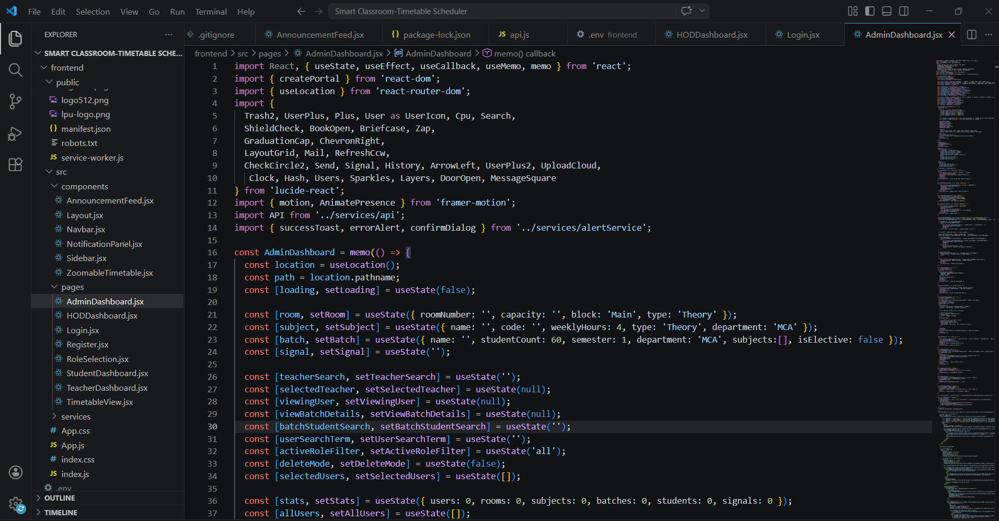 File Edit Selection View Go Run Terminal Help
Smart Classroom-Timetable Scheduler
EXPLORER
SMART CLASSROOM-TIMETABLE SCHE...
frontend
public
logo512.png
lpu-logo.png
{} manifest.json
robots.txt
JS service-worker.js
src
components
AnnouncementFeed.jsx
Layout.jsx
Navbar.jsx
NotificationPanel.jsx
Sidebar.jsx
ZoomableTimetable.jsx
pages
AdminDashboard.jsx
HODDashboard.jsx
Login.jsx
Register.jsx
RoleSelection.jsx
StudentDashboard.jsx
TeacherDashboard.jsx
TimetableView.jsx
services
# App.css
JS App.js
# index.css
JS index.js
.env
OUTLINE
TIMELINE
.gitignore
AnnouncementFeed.jsx
{} package-lock.json
JS api.js
.env frontend
HODDashboard.jsx
Login.jsx
AdminDashboard.jsx
frontend > src > pages > AdminDashboard.jsx > AdminDashboard > memo() callback
1 import React, { useState, useEffect, useCallback, useMemo, memo } from 'react';
2 import { createPortal } from 'react-dom';
3 import { useLocation } from 'react-router-dom';
4 import {
5 Trash2, UserPlus, Plus, User as UserIcon, Cpu, Search,
6 ShieldCheck, BookOpen, Briefcase, Zap,
7 GraduationCap, ChevronRight,
8 LayoutGrid, Mail, RefreshCcw,
9 CheckCircle2, Send, Signal, History, ArrowLeft, UserPlus2, UploadCloud,
10 Clock, Hash, Users, Sparkles, Layers, DoorOpen, MessageSquare
11 } from 'lucide-react';
12 import { motion, AnimatePresence } from 'framer-motion';
13 import API from '../services/api';
14 import { successToast, errorAlert, confirmDialog } from '../services/alertService';
15
16 const AdminDashboard = memo(() => {
17 const location = useLocation();
18 const path = location.pathname;
19 const [loading, setLoading] = useState(false);
20
21 const [room, setRoom] = useState({ roomNumber: '', capacity: '', block: 'Main', type: 'Theory' });
22 const [subject, setSubject] = useState({ name: '', code: '', weeklyHours: 4, type: 'Theory', department: 'MCA' });
23 const [batch, setBatch] = useState({ name: '', studentCount: 60, semester: 1, department: 'MCA', subjects:[], isElective: false });
24 const [signal, setSignal] = useState('');
25
26 const [teacherSearch, setTeacherSearch] = useState('');
27 const [selectedTeacher, setSelectedTeacher] = useState(null);
28 const [viewingUser, setViewingUser] = useState(null);
29 const [viewBatchDetails, setViewBatchDetails] = useState(null);
30 const [batchStudentSearch, setBatchStudentSearch] = useState('');
31 const [userSearchTerm, setUserSearchTerm] = useState('');
32 const [activeRoleFilter, setActiveRoleFilter] = useState('all');
33 const [deleteMode, setDeleteMode] = useState(false);
34 const [selectedUsers, setSelectedUsers] = useState([]);
35
36 const [stats, setStats] = useState({ users: 0, rooms: 0, subjects: 0, batches: 0, students: 0, signals: 0 });
37 const [allUsers, setAllUsers] = useState([]);